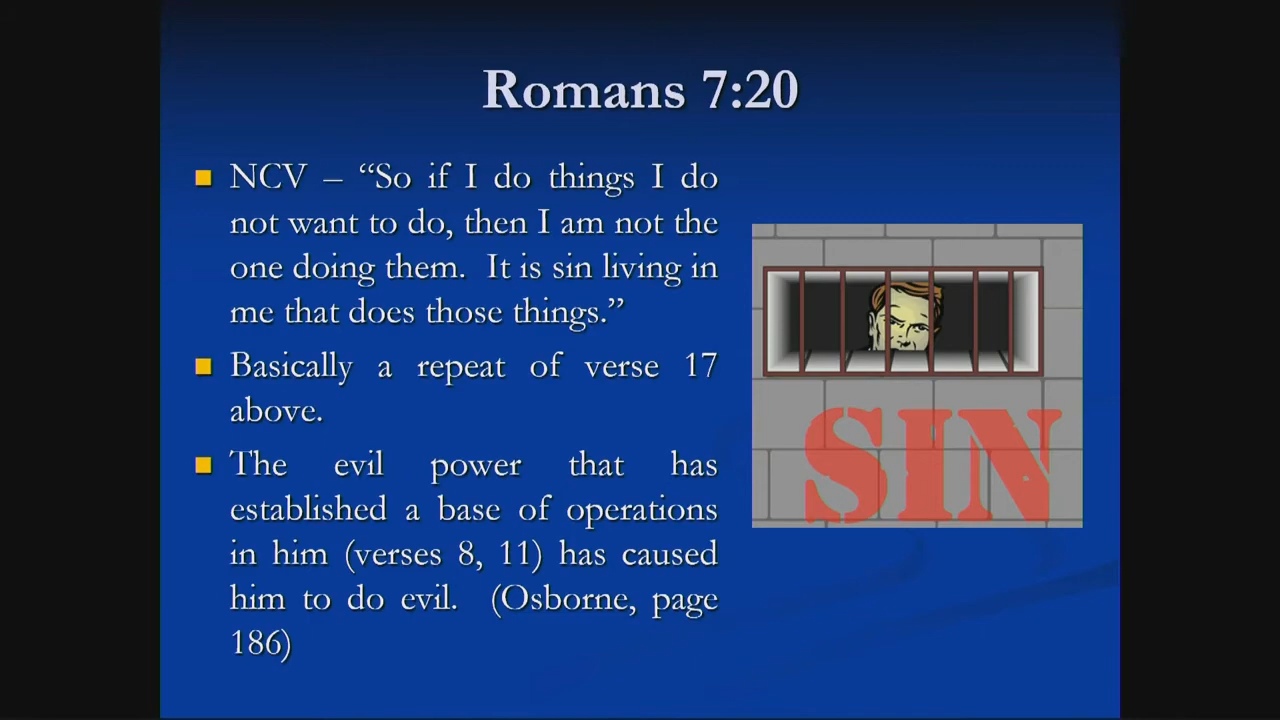 Romans 7:20
NCV – “So if I do things I do
not want to do, then I am not the
one doing them.  It is sin living in
me that does those things.”
Basically a repeat of verse 17
above.
The evil power that has
established a base of operations
in him (verses 8, 11) has caused
him to do evil.  (Osborne, page
186)
SIN